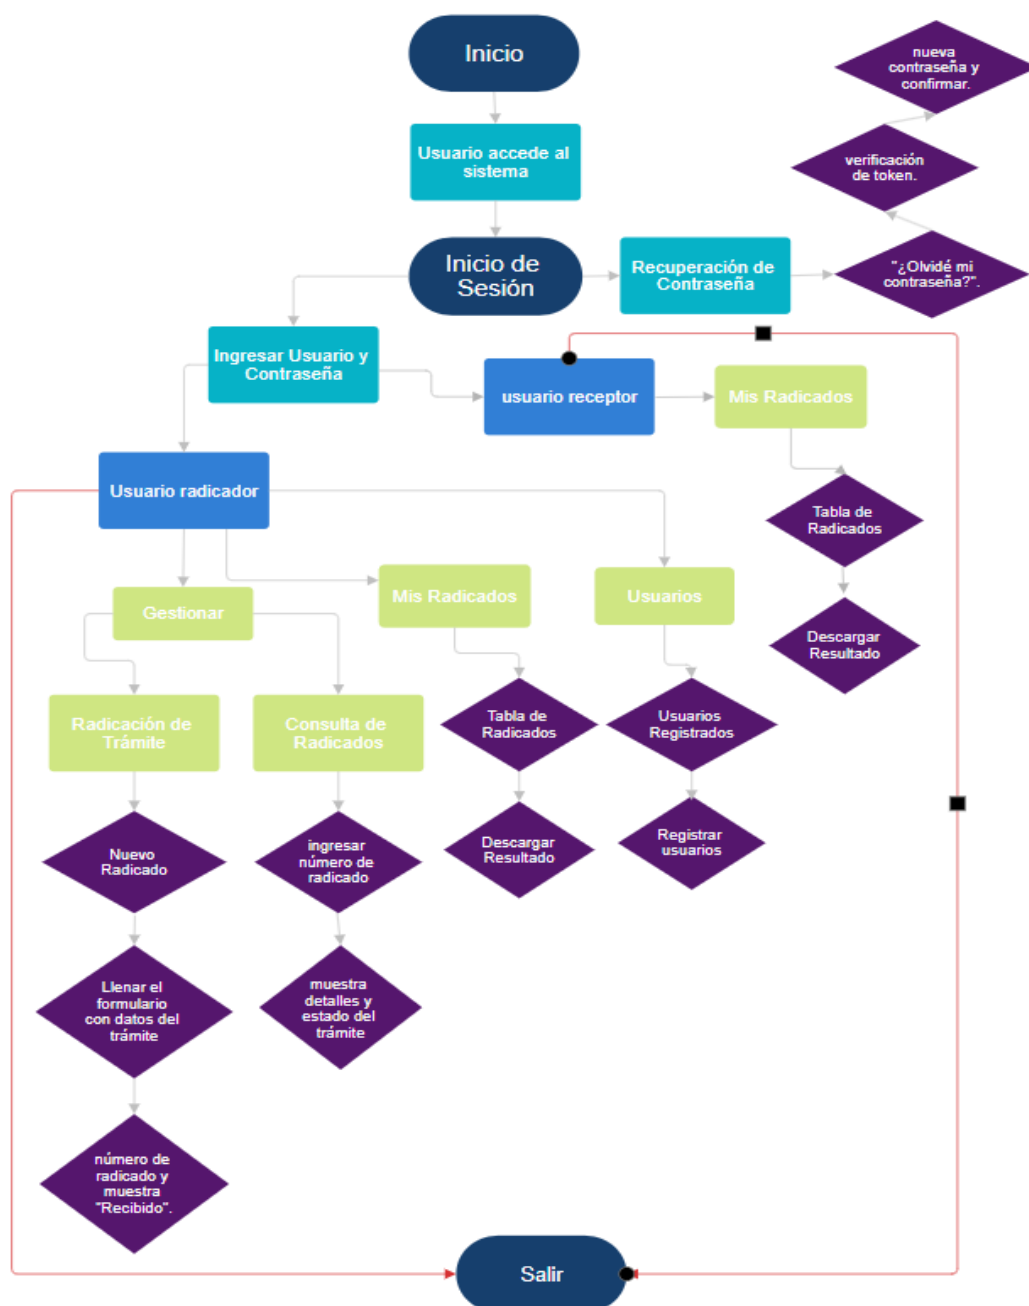 Inicio
nueva
contraseña y
confirmar.
Usuario accede al
sistema
verificación
de token.
Inicio de
Sesión
Recuperación de
Contraseña
"¿Olvidé mi
contraseña?".
Ingresar Usuario y
Contraseña
usuario receptor
Mis Radicados
Usuario radicador
Tabla de
Radicados
Gestionar
Mis Radicados
Usuarios
Descargar
Resultado
Radicación de
Trámite
Consulta de
Radicados
Tabla de
Radicados
Usuarios
Registrados
Nuevo
Radicado
ingresar
número de
radicado
Descargar
Resultado
Registrar
usuarios
Llenar el
formulario
con datos del
trámite
muestra
detalles y
estado del
trámite
número de
radicado y
muestra
"Recibido".
Salir